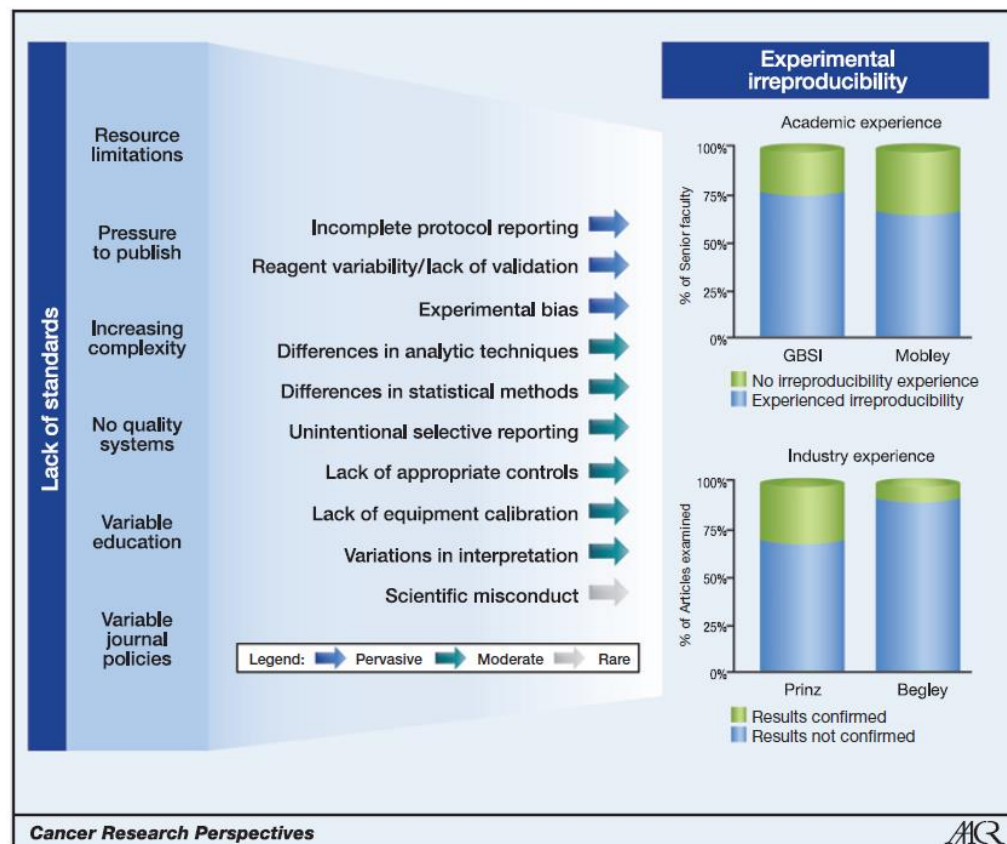 Lack of standards
Resource
limitations
Pressure
to publish
Increasing
complexity
No quality
systems
Variable
education
Variable
journal
policies
Incomplete protocol reporting
Reagent variability/lack of validation
Experimental bias
Differences in analytic techniques
Differences in statistical methods
Unintentional selective reporting
Lack of appropriate controls
Lack of equipment calibration
Variations in interpretation
Scientific misconduct
Legend: Pervasive Moderate Rare
Experimental
irreproducibility
Academic experience
% of Senior faculty
100%
75%
50%
25%
0%
GBSI Mobley
No irreproducibility experience
Experienced irreproducibility
Industry experience
% of Articles examined
100%
75%
50%
25%
0%
Prinz Begley
Results confirmed
Results not confirmed
Cancer Research Perspectives
AACR